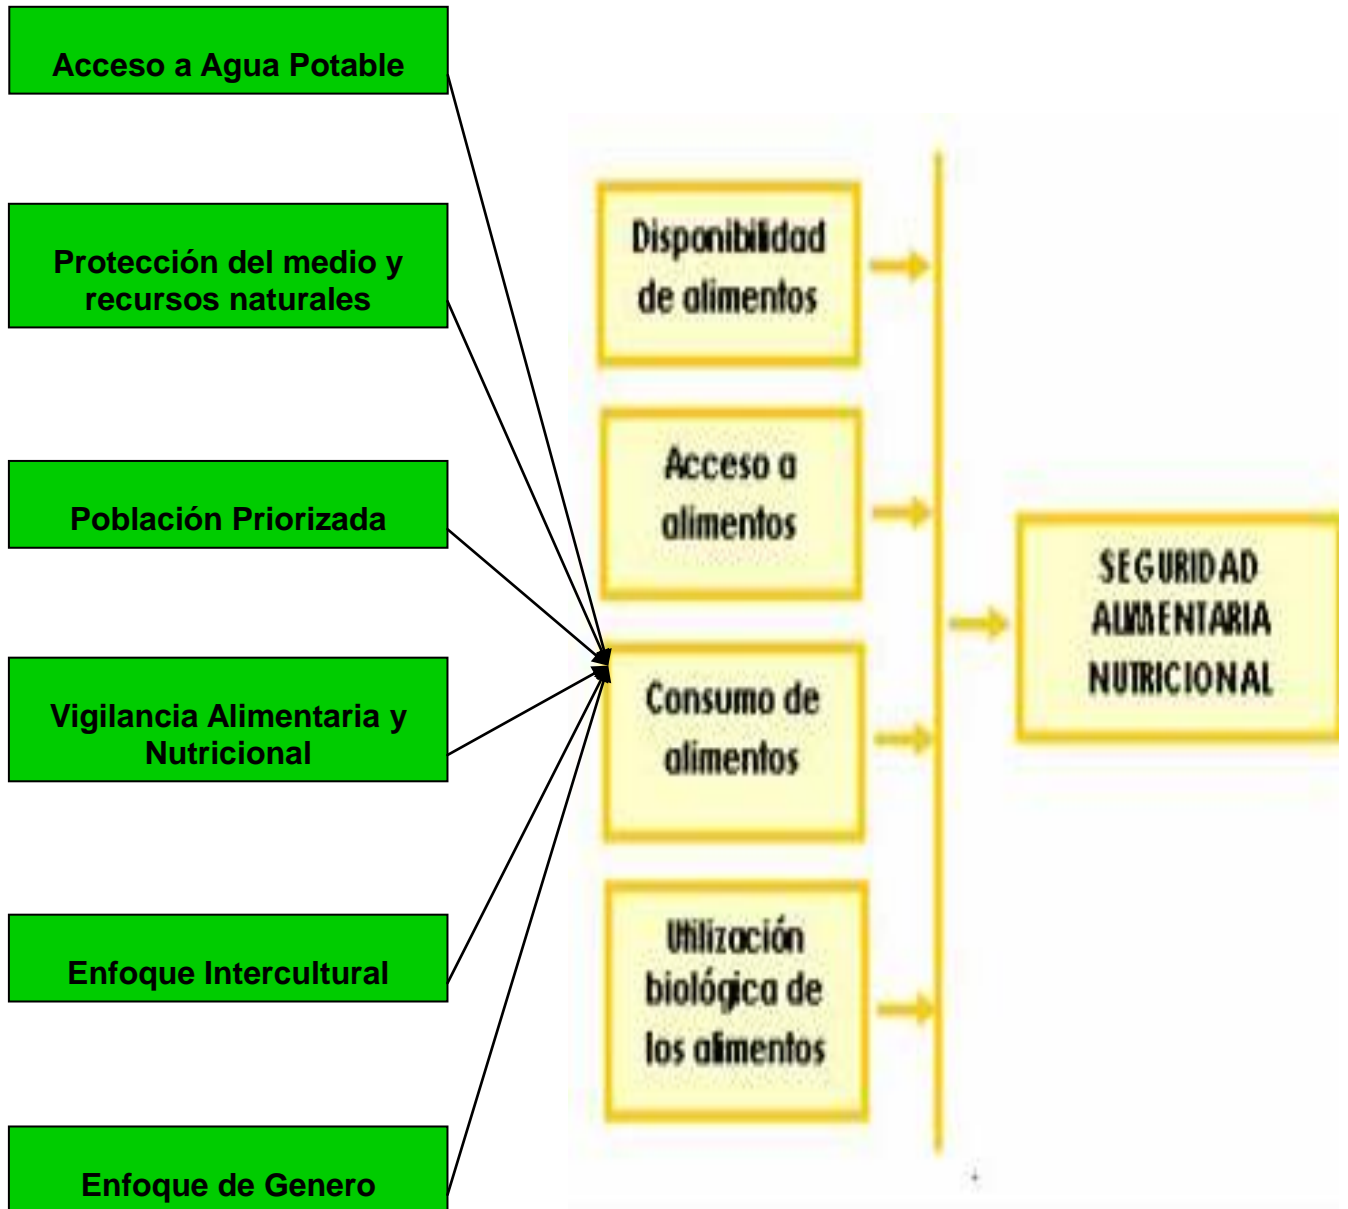 Acceso a Agua Potable
Protección del medio y
recursos naturales
Población Priorizada
Vigilancia Alimentaria y
Nutricional
Enfoque Intercultural
Enfoque de Genero
Disponibilidad
de alimentos
Acceso a
alimentos
Consumo de
alimentos
Utilización
biológica de
los alimentos
SEGURIDAD
ALIMENTARIA
NUTRICIONAL